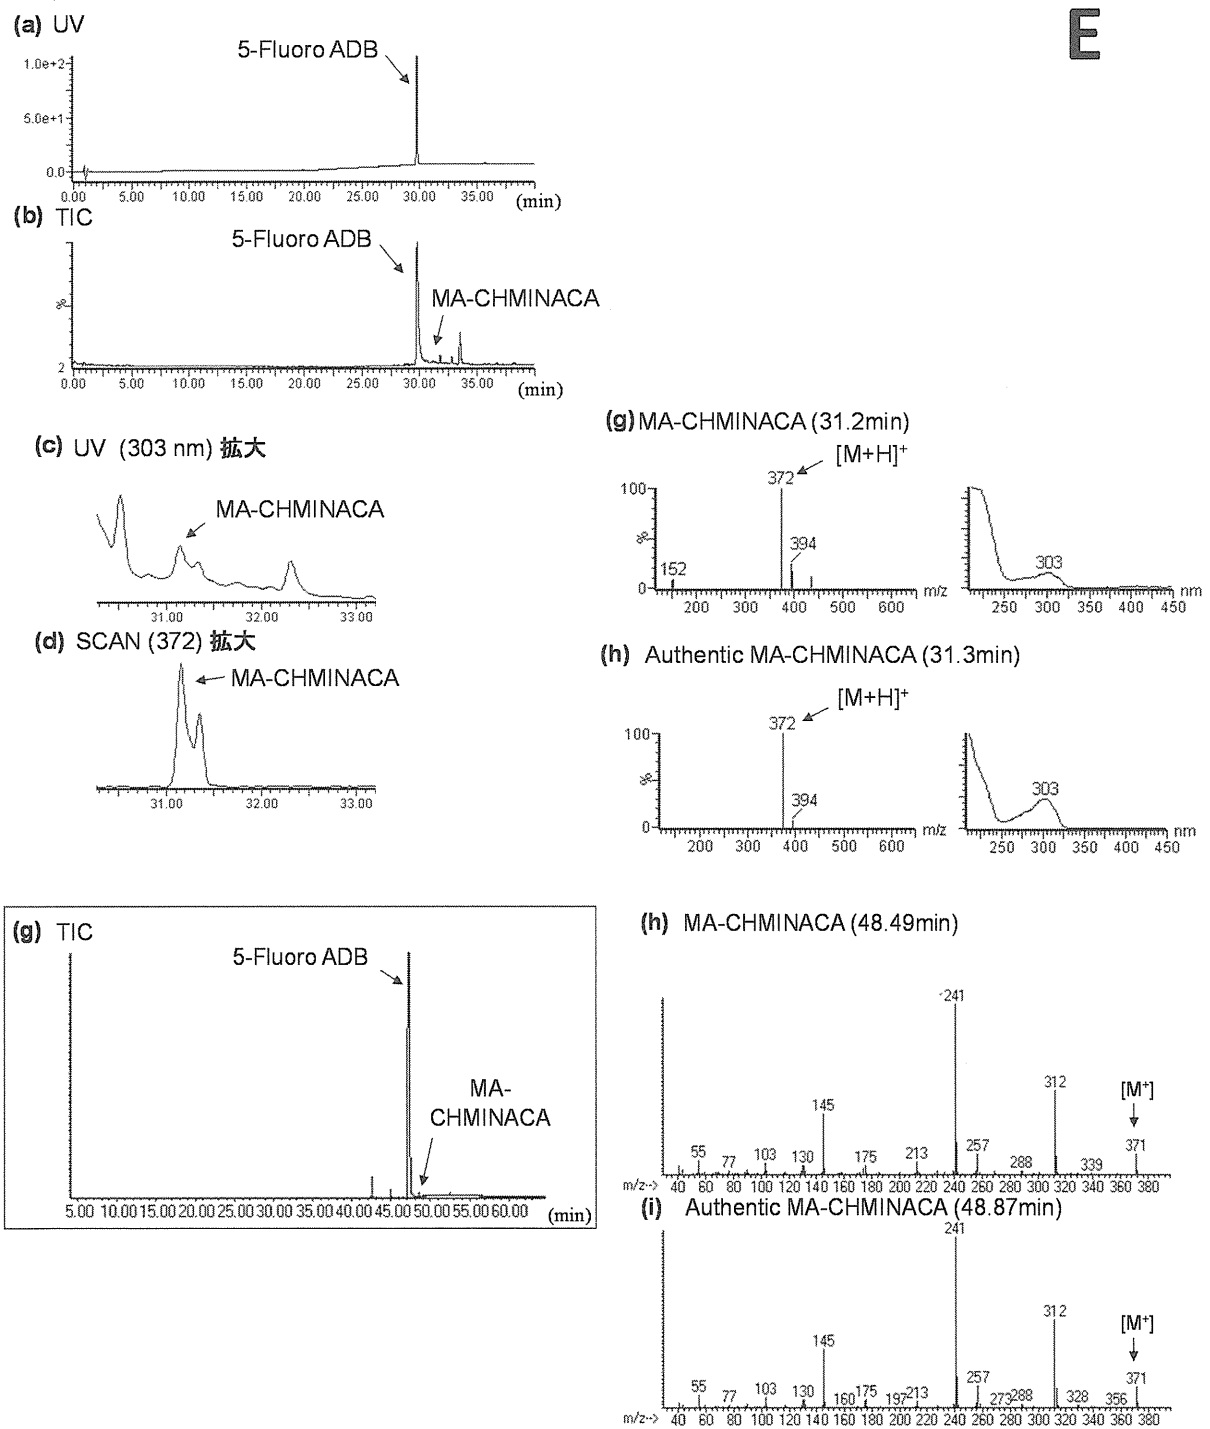 (a) UV
E
5-Fluoro ADB
1.0e+2
5.0e+1
0.0
0.00 5.00 10.00 15.00 20.00 25.00 30.00 35.00 (min)
(b) TIC
5-Fluoro ADB
MA-CHMINACA
%
2
0.00 5.00 10.00 15.00 20.00 25.00 30.00 35.00 (min)
(c) UV (303 nm) 拡大
MA-CHMINACA
31.00 32.00 33.00
(d) SCAN (372) 拡大
MA-CHMINACA
31.00 32.00 33.00
(g) MA-CHMINACA (31.2min)
[M+H]+
372
100
%
394
152
0
200 300 400 500 600 m/z
303
250 300 350 400 450 nm
(h) Authentic MA-CHMINACA (31.3min)
[M+H]+
372
100
%
394
0
200 300 400 500 600 m/z
303
250 300 350 400 450 nm
(g) TIC
5-Fluoro ADB
MA-
CHMINACA
5.00 10.00 15.00 20.00 25.00 30.00 35.00 40.00 45.00 50.00 55.00 60.00 (min)
(h) MA-CHMINACA (48.49min)
241
312
[M+]
145
371
55 77 103 130 175 213 257 288 339
m/z--> 40 60 80 100 120 140 160 180 200 220 240 260 280 300 320 340 360 380
(i) Authentic MA-CHMINACA (48.87min)
241
312
[M+]
145
371
55 77 103 130 160 175 197 213 257 273 288 328 356
m/z--> 40 60 80 100 120 140 160 180 200 220 240 260 280 300 320 340 360 380